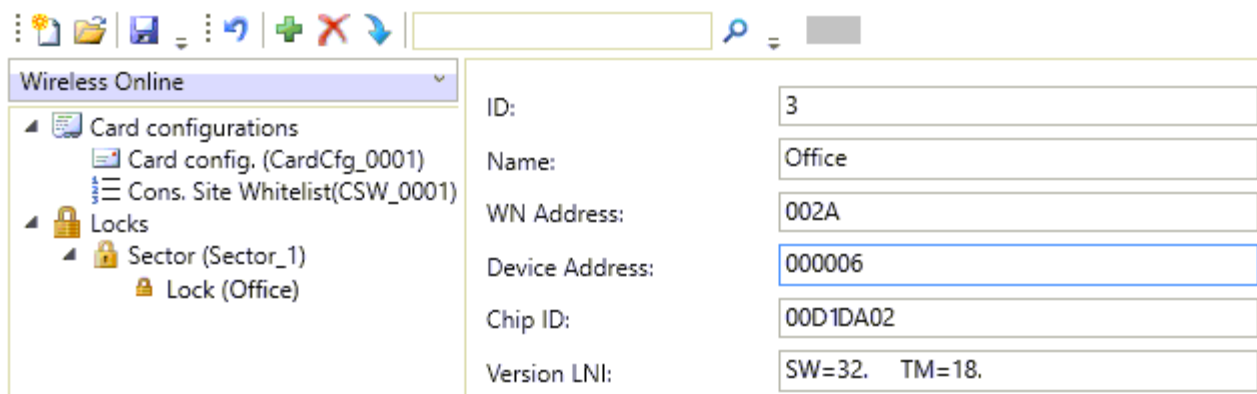 Wireless Online
Card configurations
Card config. (CardCfg_0001)
Cons. Site Whitelist(CSW_0001)
Locks
Sector (Sector_1)
Lock (Office)
ID: 3
Name: Office
WN Address: 002A
Device Address: 000006
Chip ID: 00D1DA02
Version LNI: SW=32. TM=18.